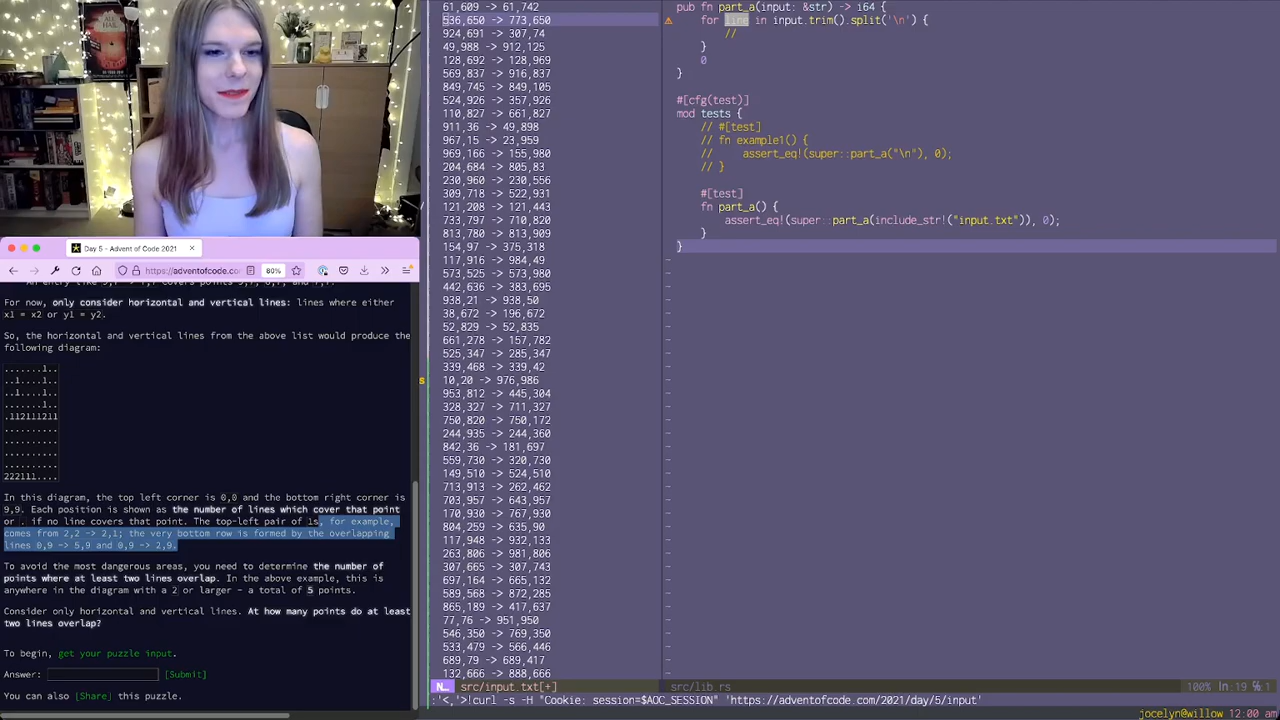 ALL
HAIL
Day 5 - Advent of Code 2021
https://adventofcode.co
80%
For now, only consider horizontal and vertical lines: lines where either
x1 = x2 or y1 = y2.
So, the horizontal and vertical lines from the above list would produce the
following diagram:
.......1..
..1....1..
..1....1..
.......1..
.112111211
..........
..........
..........
..........
222111....
In this diagram, the top left corner is 0,0 and the bottom right corner is
9,9. Each position is shown as the number of lines which cover that point
or . if no line covers that point. The top-left pair of 1s, for example,
comes from 2,2 -> 2,1; the very bottom row is formed by the overlapping
lines 0,9 -> 5,9 and 0,9 -> 2,9.
To avoid the most dangerous areas, you need to determine the number of
points where at least two lines overlap. In the above example, this is
anywhere in the diagram with a 2 or larger - a total of 5 points.
Consider only horizontal and vertical lines. At how many points do at least
two lines overlap?
To begin, get your puzzle input.
Answer: [Submit]
You can also [Share] this puzzle.
61,609 -> 61,742
536,650 -> 773,650
924,691 -> 307,74
49,988 -> 912,125
128,692 -> 128,969
569,837 -> 916,837
849,745 -> 849,105
524,926 -> 357,926
110,827 -> 661,827
911,36 -> 49,898
967,15 -> 23,959
969,166 -> 155,980
204,684 -> 805,83
230,960 -> 230,556
309,718 -> 522,931
121,208 -> 121,443
733,797 -> 710,820
813,780 -> 813,909
154,97 -> 375,318
117,916 -> 984,49
573,525 -> 573,980
442,636 -> 383,695
938,21 -> 938,50
38,672 -> 196,672
52,829 -> 52,835
661,278 -> 157,782
525,347 -> 285,347
339,468 -> 339,42
10,20 -> 976,986
953,812 -> 445,304
328,327 -> 711,327
750,820 -> 750,172
244,935 -> 244,360
842,36 -> 181,697
559,730 -> 320,730
149,510 -> 524,510
713,933 -> 262,462
703,957 -> 643,957
170,930 -> 937,930
804,259 -> 635,90
117,948 -> 932,133
263,806 -> 981,806
307,665 -> 307,743
697,164 -> 665,132
589,568 -> 872,285
865,189 -> 417,637
77,76 -> 951,950
546,350 -> 769,350
533,479 -> 566,446
689,79 -> 689,417
132,666 -> 888,666
N… src/input.txt[+]
pub fn part_a(input: &str) -> i64 {
for line in input.trim().split('\n') {
//
}
0
}
#[cfg(test)]
mod tests {
// #[test]
// fn example1() {
// assert_eq!(super::part_a("\n"), 0);
// }
#[test]
fn part_a() {
assert_eq!(super::part_a(include_str!("input.txt")), 0);
}
}
src/lib.rs 100% ln:19 ℅:1
:'<,'>!curl -s -H "Cookie: session=$AOC_SESSION" 'https://adventofcode.com/2021/day/5/input'
jocelyn@willow 12:00 am